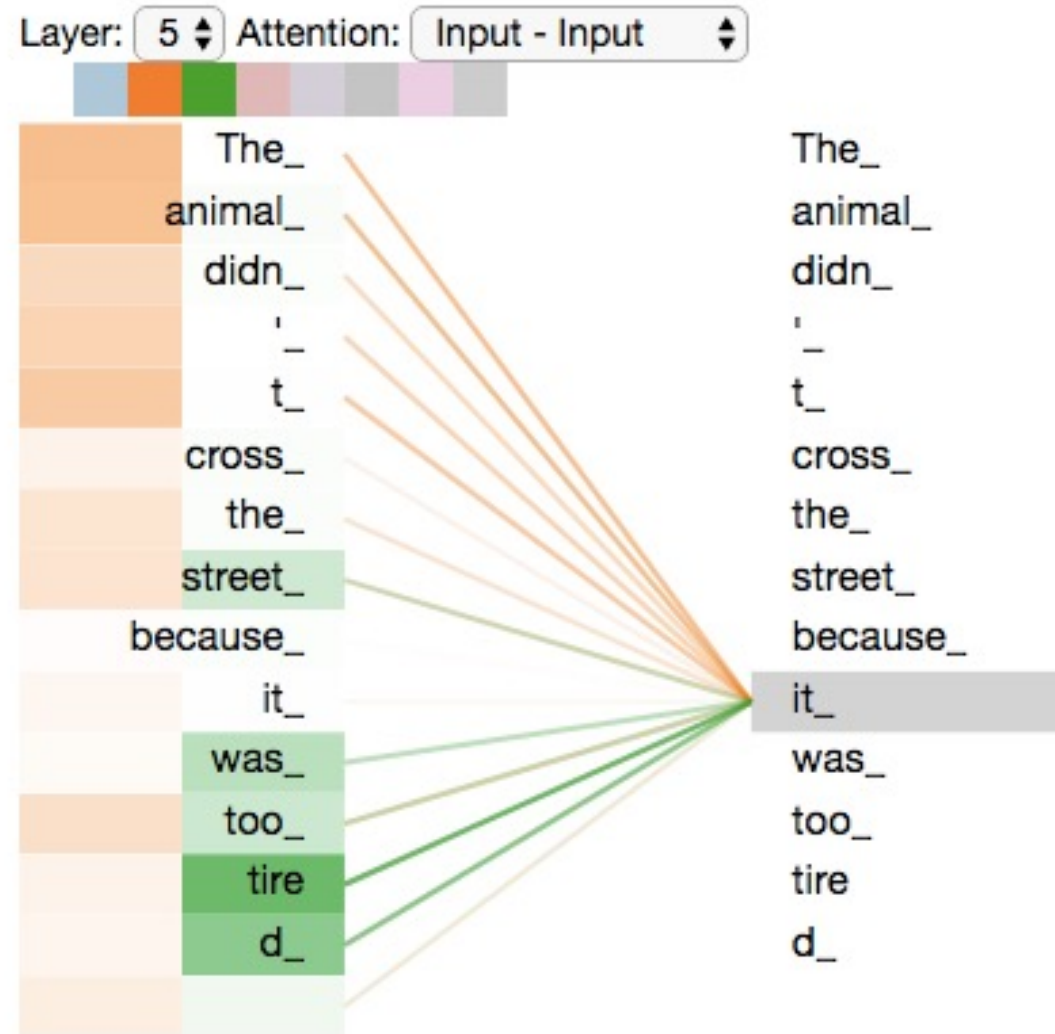 Layer: 5 Attention: Input - Input
The_ The_
animal_ animal_
didn_ didn_
'_ '_
t_ t_
cross_ cross_
the_ the_
street_ street_
because_ because_
it_ it_
was_ was_
too_ too_
tire tire
d_ d_